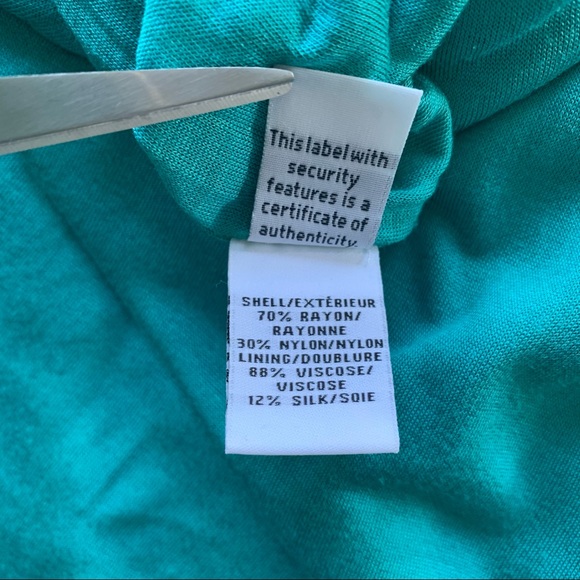 This label with
security
features is a
certificate of
authenticity.
SHELL/EXTÉRIEUR
70% RAYON/
RAYONNE
30% NYLON/NYLON
LINING/DOUBLURE
88% VISCOSE/
VISCOSE
12% SILK/SOIE